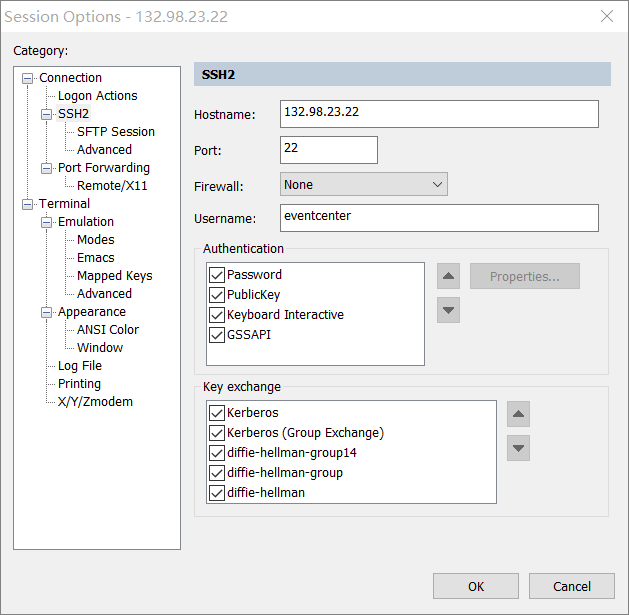 Session Options - 132.98.23.22
Category:
Connection
Logon Actions
SSH2
SFTP Session
Advanced
Port Forwarding
Remote/X11
Terminal
Emulation
Modes
Emacs
Mapped Keys
Advanced
Appearance
ANSI Color
Window
Log File
Printing
X/Y/Zmodem
SSH2
Hostname: 132.98.23.22
Port: 22
Firewall: None
Username: eventcenter
Authentication
Password
PublicKey
Keyboard Interactive
GSSAPI
Properties...
Key exchange
Kerberos
Kerberos (Group Exchange)
diffie-hellman-group14
diffie-hellman-group
diffie-hellman
OK Cancel